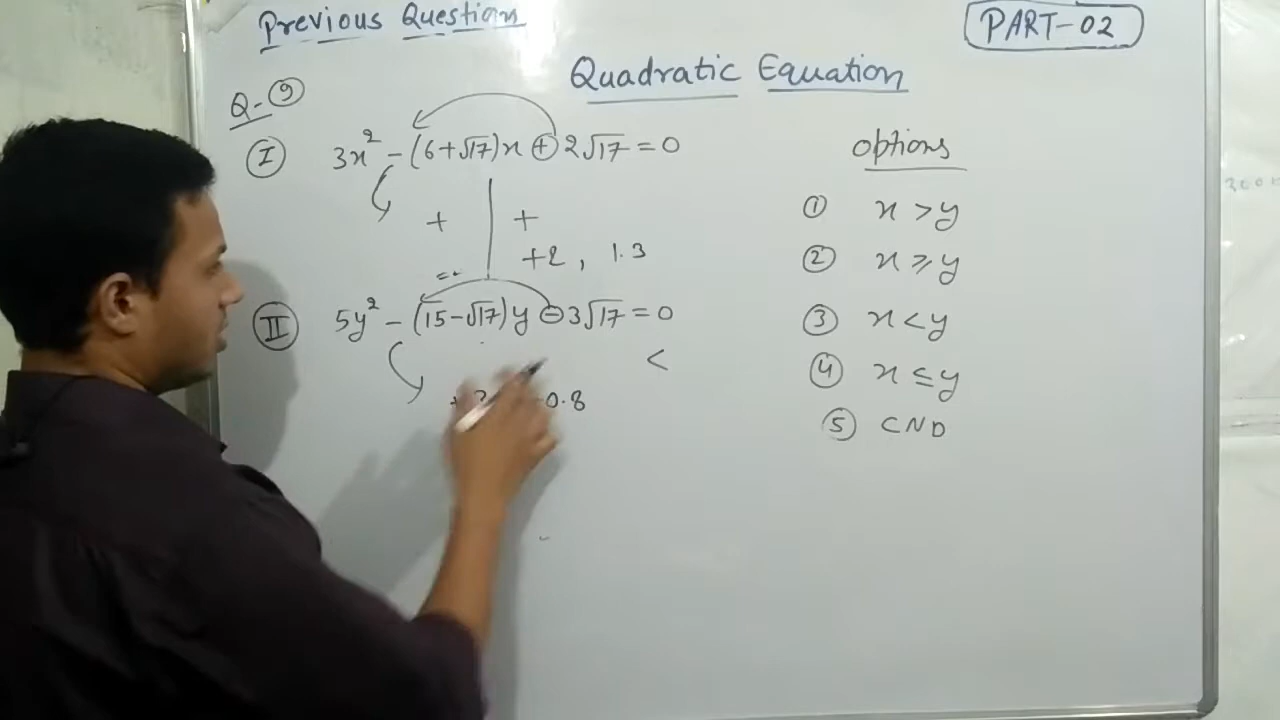 Previous Question
PART-02
Quadratic Equation
Q-⑨
Ⓘ 3x² - (6+√17)x + 2√17 = 0
+ | +
+2, 1.3
Ⅱ 5y² - (15-√17)y - 3√17 = 0
<
0.8
options
① x > y
② x ⩾ y
③ x < y
④ x ≤ y
⑤ CND